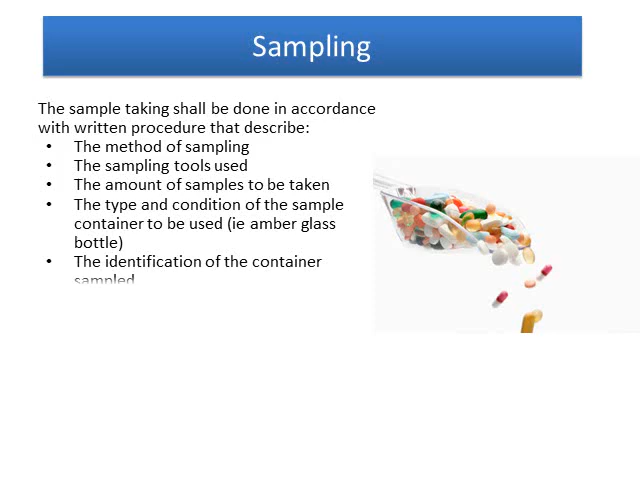 Sampling
The sample taking shall be done in accordance
with written procedure that describe:
• The method of sampling
• The sampling tools used
• The amount of samples to be taken
• The type and condition of the sample
container to be used (ie amber glass
bottle)
• The identification of the container
sampled